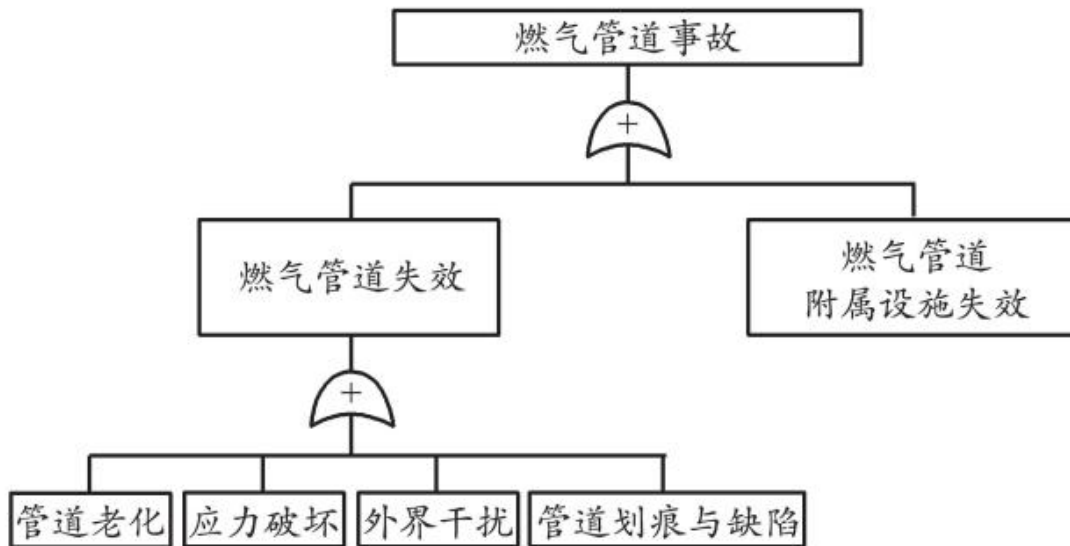 燃气管道事故
+
燃气管道失效
燃气管道
附属设施失效
+
管道老化
应力破坏
外界干扰
管道划痕与缺陷